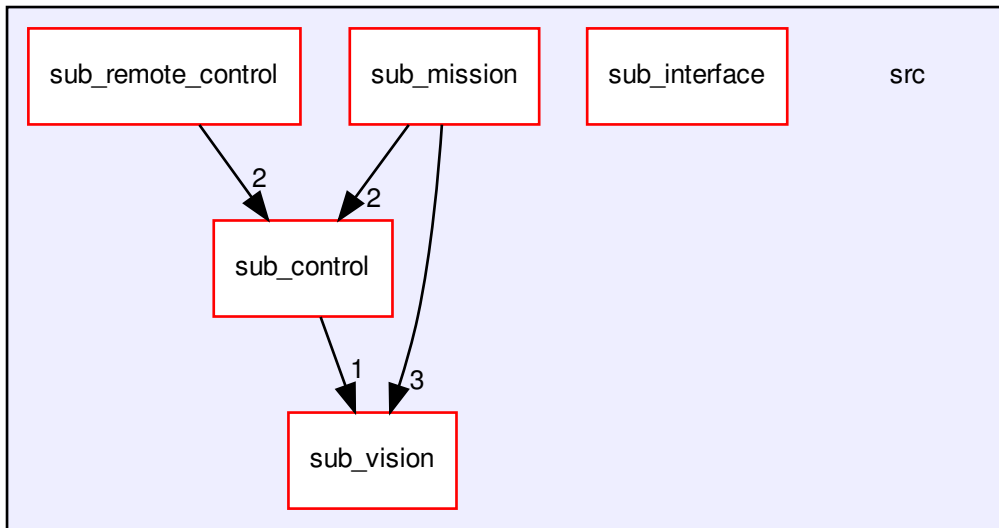 sub_remote_control
sub_mission
sub_interface
src
2
2
sub_control
1
3
sub_vision